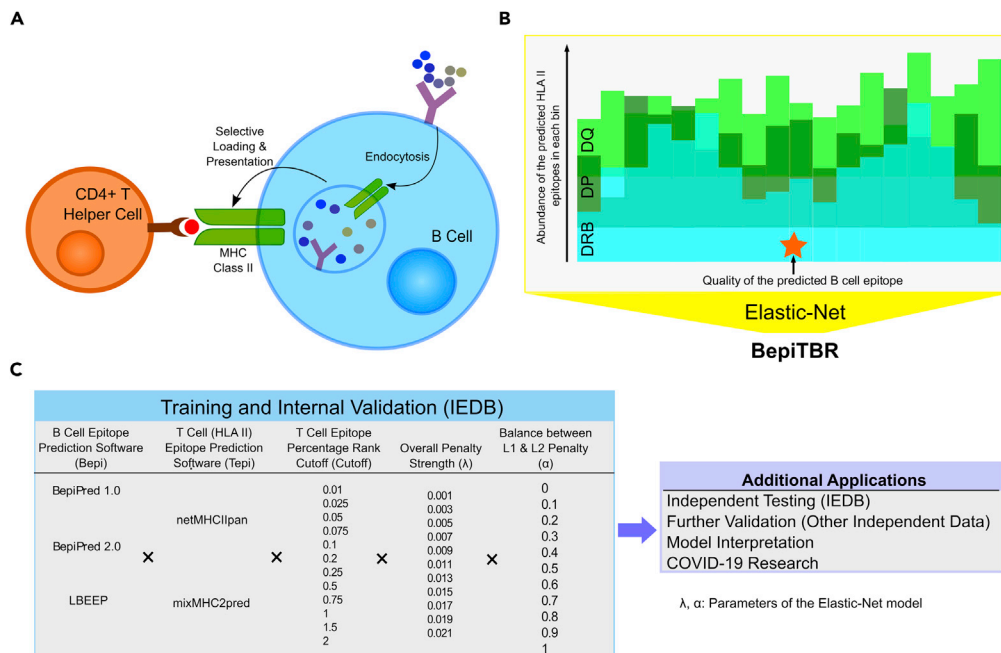 A
Selective
Loading &
Presentation
Endocytosis
CD4+ T
Helper Cell
MHC
Class II
B Cell
B
Abundance of the predicted HLA II
epitopes in each bin
DQ
DP
DRB
Quality of the predicted B cell epitope
Elastic-Net
BepiTBR
C
Training and Internal Validation (IEDB)
B Cell Epitope
Prediction Software
(Bepi)
T Cell (HLA II)
Epitope Prediction
Software (Tepi)
T Cell Epitope
Percentage Rank
Cutoff (Cutoff)
Overall Penalty
Strength (λ)
Balance between
L1 & L2 Penalty
(α)
BepiPred 1.0
BepiPred 2.0
LBEEP
×
netMHCIIpan
mixMHC2pred
×
0.01
0.025
0.05
0.075
0.1
0.2
0.25
0.5
0.75
1
1.5
2
×
0.001
0.003
0.005
0.007
0.009
0.011
0.013
0.015
0.017
0.019
0.021
×
0
0.1
0.2
0.3
0.4
0.5
0.6
0.7
0.8
0.9
1
Additional Applications
Independent Testing (IEDB)
Further Validation (Other Independent Data)
Model Interpretation
COVID-19 Research
λ, α: Parameters of the Elastic-Net model